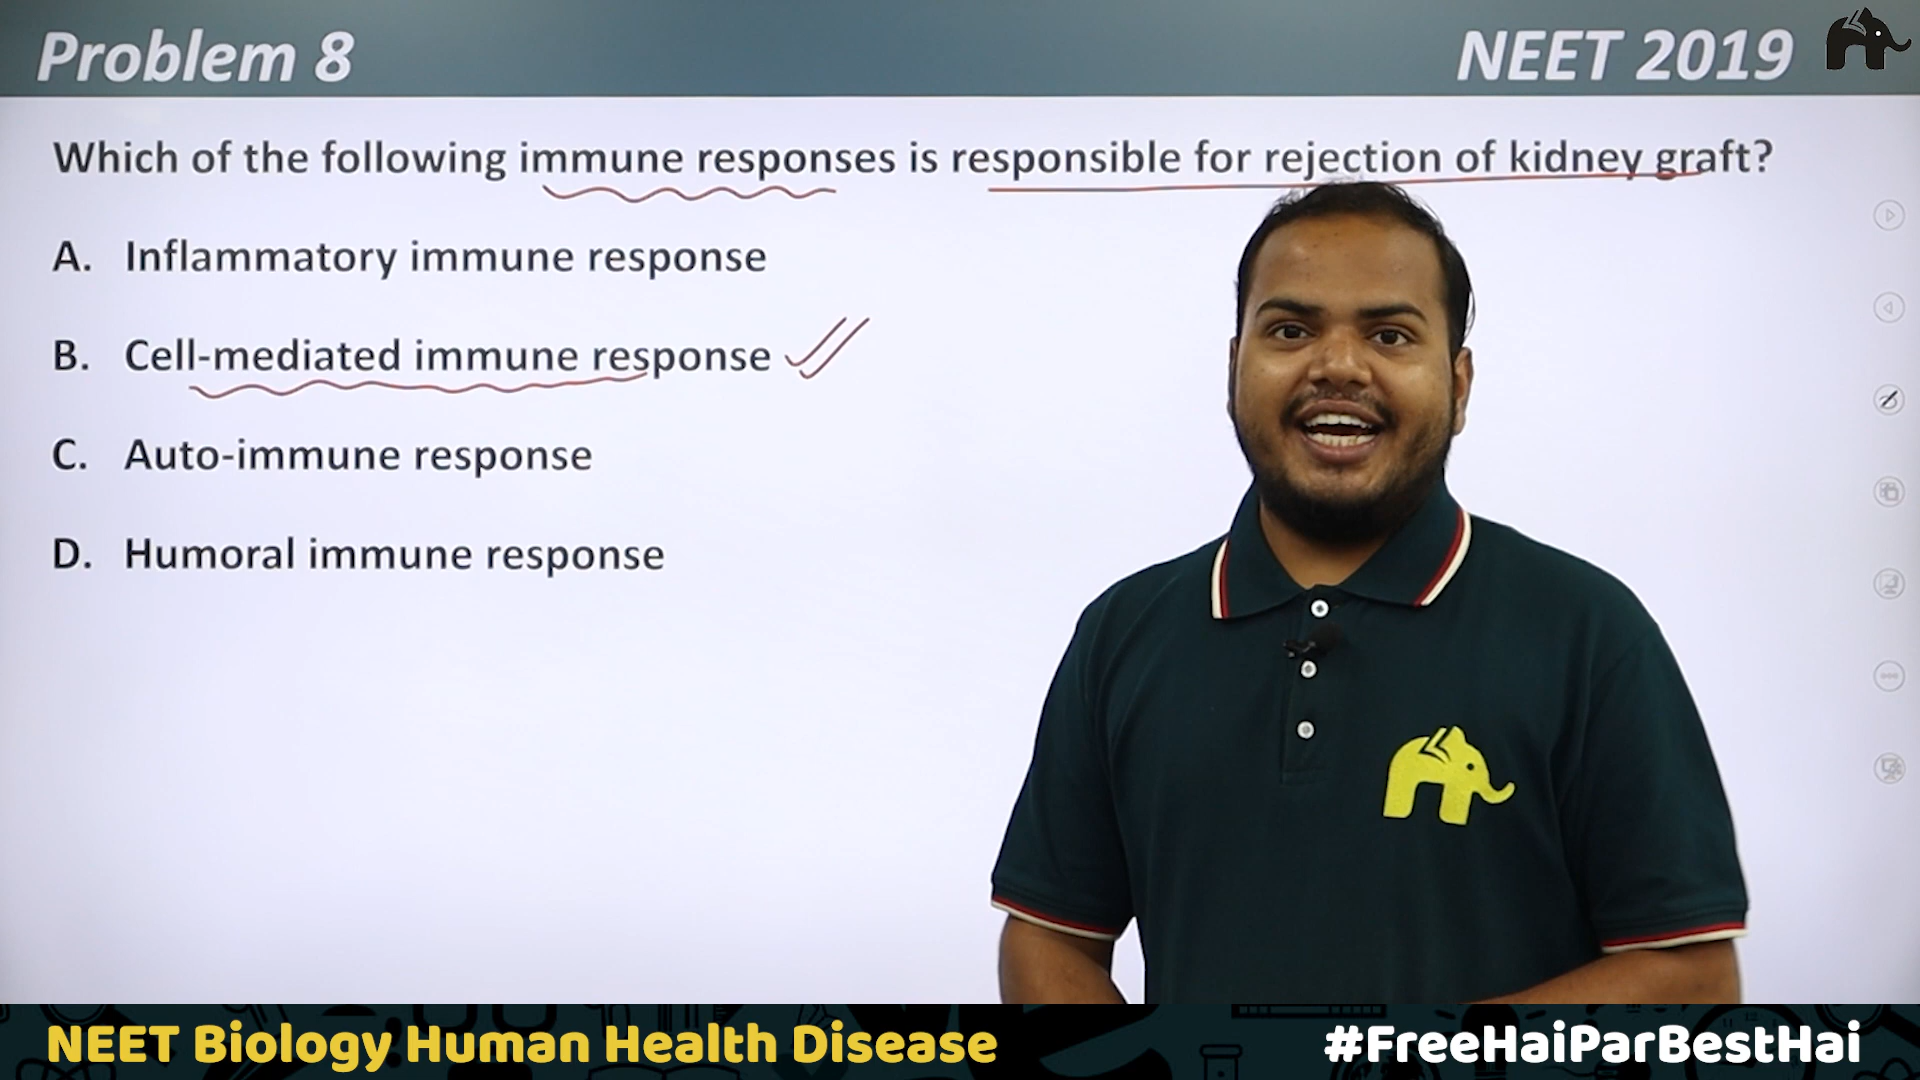 Problem 8
NEET 2019
Which of the following immune responses is responsible for rejection of kidney graft?
A. Inflammatory immune response
B. Cell-mediated immune response
C. Auto-immune response
D. Humoral immune response
NEET Biology Human Health Disease
#FreeHaiParBestHai